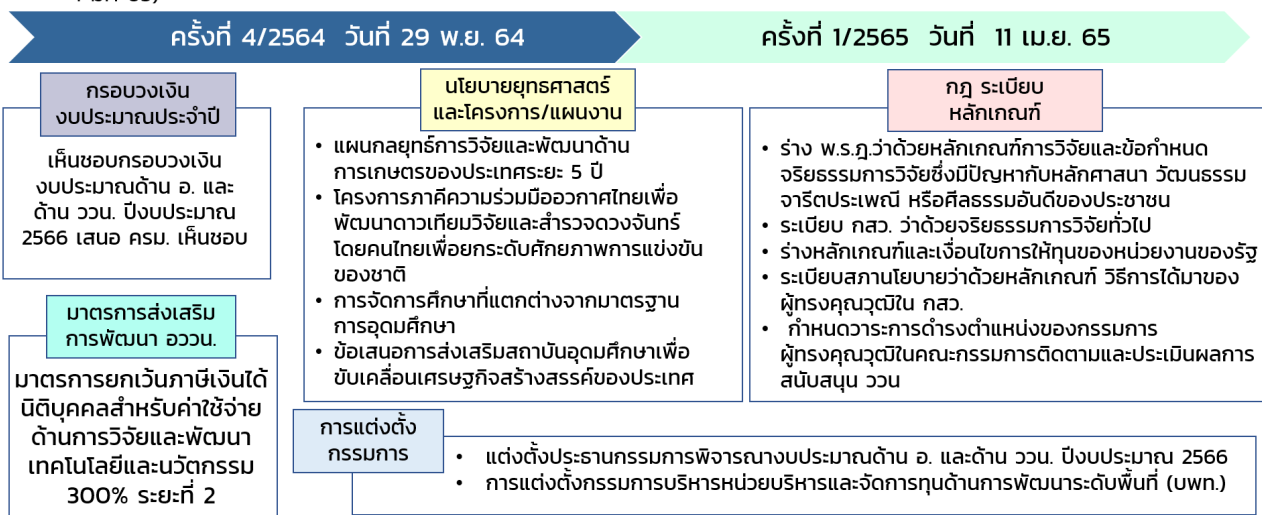 ครั้งที่ 4/2564 วันที่ 29 พ.ย. 64
ครั้งที่ 1/2565 วันที่ 11 เม.ย. 65
กรอบวงเงิน
งบประมาณประจำปี
เห็นชอบกรอบวงเงิน
งบประมาณด้าน อ. และ
ด้าน ววน. ปีงบประมาณ
2566 เสนอ ครม. เห็นชอบ
มาตรการส่งเสริม
การพัฒนา อววน.
มาตรการยกเว้นภาษีเงินได้
นิติบุคคลสำหรับค่าใช้จ่าย
ด้านการวิจัยและพัฒนา
เทคโนโลยีและนวัตกรรม
300% ระยะที่ 2
นโยบายยุทธศาสตร์
และโครงการ/แผนงาน
• แผนกลยุทธ์การวิจัยและพัฒนาด้าน
การเกษตรของประเทศระยะ 5 ปี
• โครงการภาคีความร่วมมืออวกาศไทยเพื่อ
พัฒนาดาวเทียมวิจัยและสำรวจดวงจันทร์
โดยคนไทยเพื่อยกระดับศักยภาพการแข่งขัน
ของชาติ
• การจัดการศึกษาที่แตกต่างจากมาตรฐาน
การอุดมศึกษา
• ข้อเสนอการส่งเสริมสถาบันอุดมศึกษาเพื่อ
ขับเคลื่อนเศรษฐกิจสร้างสรรค์ของประเทศ
กฎ ระเบียบ
หลักเกณฑ์
• ร่าง พ.ร.ฎ.ว่าด้วยหลักเกณฑ์การวิจัยและข้อกำหนด
จริยธรรมการวิจัยซึ่งมีปัญหากับหลักศาสนา วัฒนธรรม
จารีตประเพณี หรือศีลธรรมอันดีของประชาชน
• ระเบียบ กสว. ว่าด้วยจริยธรรมการวิจัยทั่วไป
• ร่างหลักเกณฑ์และเงื่อนไขการให้ทุนของหน่วยงานของรัฐ
• ระเบียบสภานโยบายว่าด้วยหลักเกณฑ์ วิธีการได้มาของ
ผู้ทรงคุณวุฒิใน กสว.
• กำหนดวาระการดำรงตำแหน่งของกรรมการ
ผู้ทรงคุณวุฒิในคณะกรรมการติดตามและประเมินผลการ
สนับสนุน ววน
การแต่งตั้ง
กรรมการ
• แต่งตั้งประธานกรรมการพิจารณางบประมาณด้าน อ. และด้าน ววน. ปีงบประมาณ 2566
• การแต่งตั้งกรรมการบริหารหน่วยบริหารและจัดการทุนด้านการพัฒนาระดับพื้นที่ (บพท.)